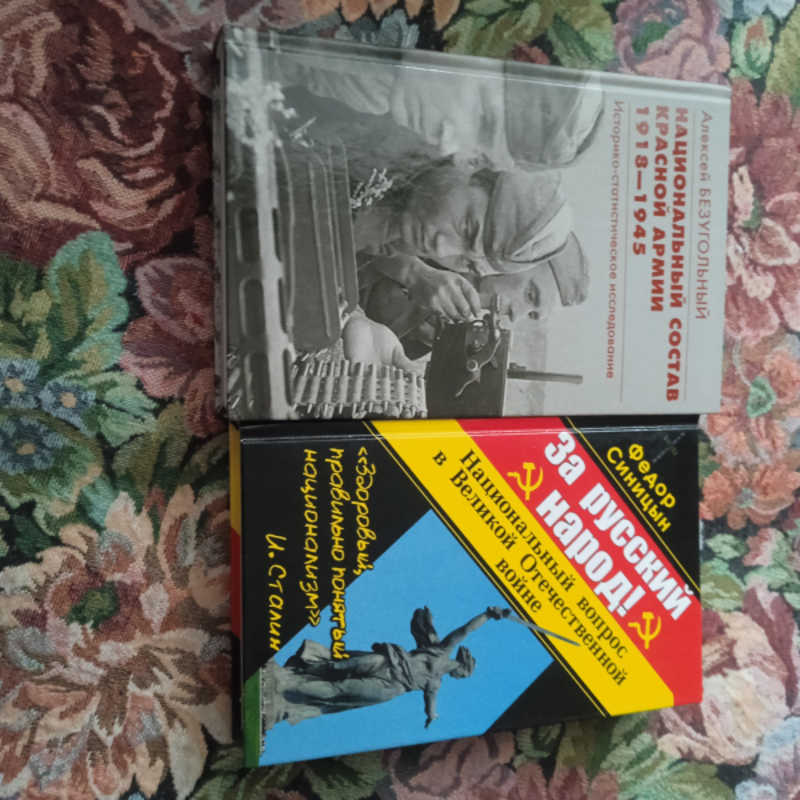 Алексей БЕЗУГОЛЬНЫЙ
НАЦИОНАЛЬНЫЙ СОСТАВ
КРАСНОЙ АРМИИ
1918—1945
Историко-статистическое исследование
Федор
Синицын
За русский
народ!
Национальный вопрос
в Великой Отечественной
войне
«Здоровый,
правильно понятый
национализм»
И. Сталин